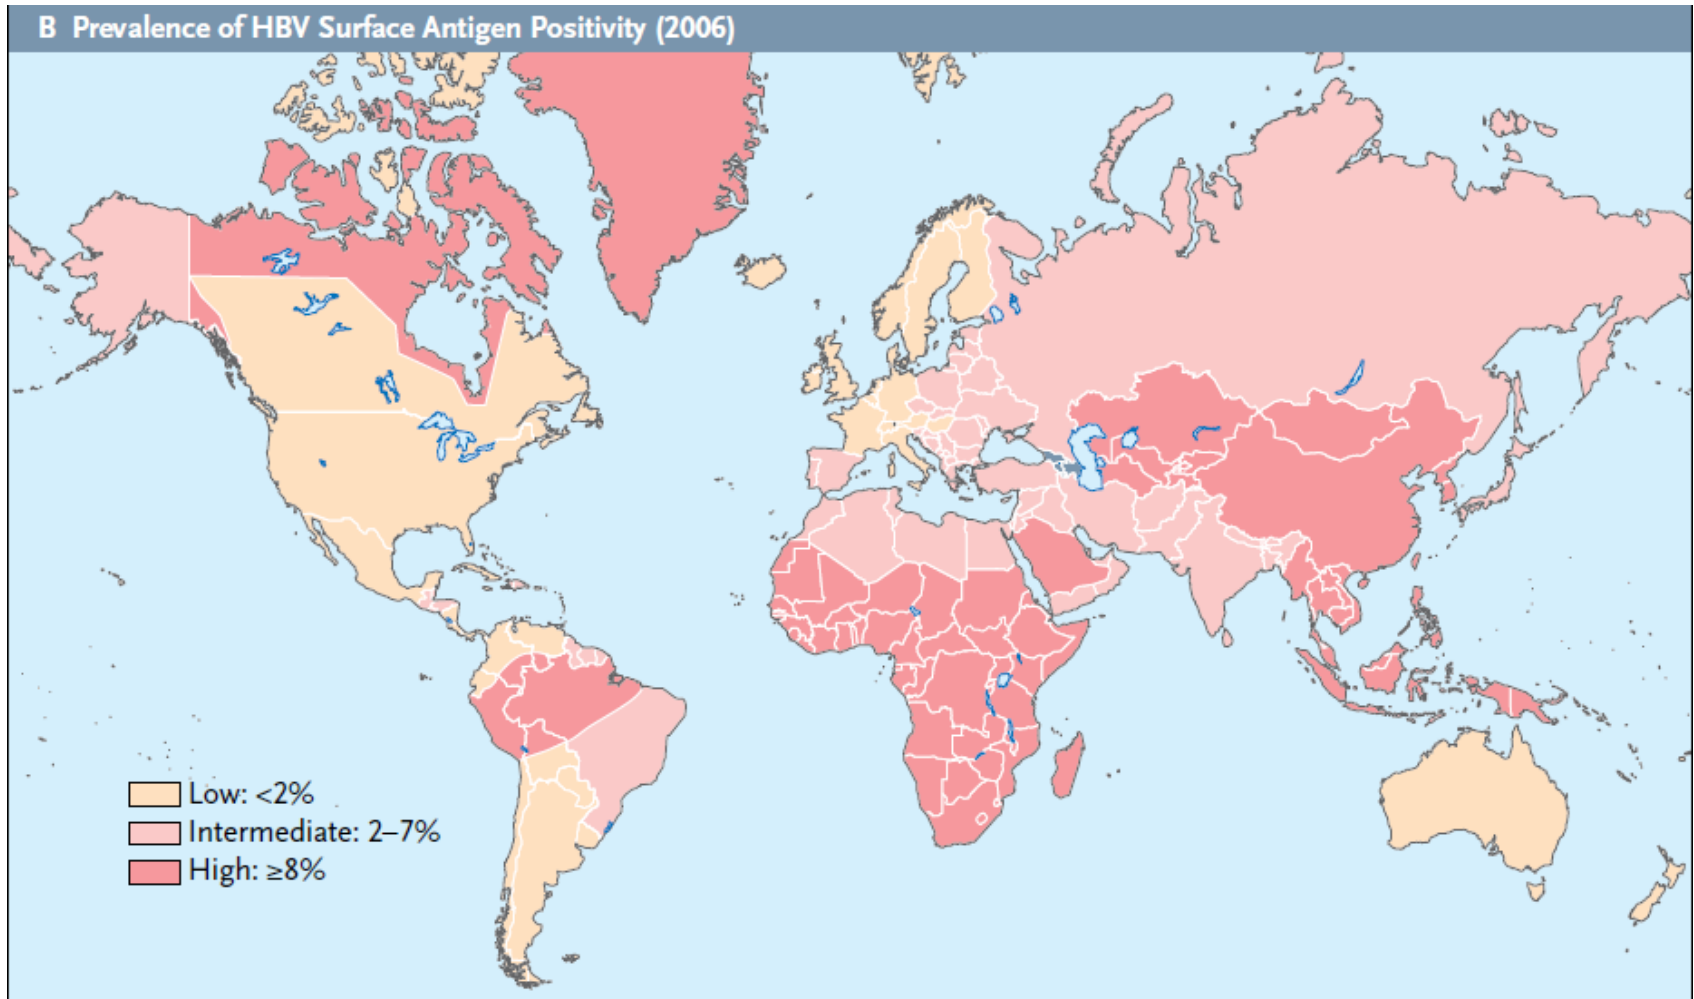 B Prevalence of HBV Surface Antigen Positivity (2006)
Low: <2%
Intermediate: 2–7%
High: ≥8%